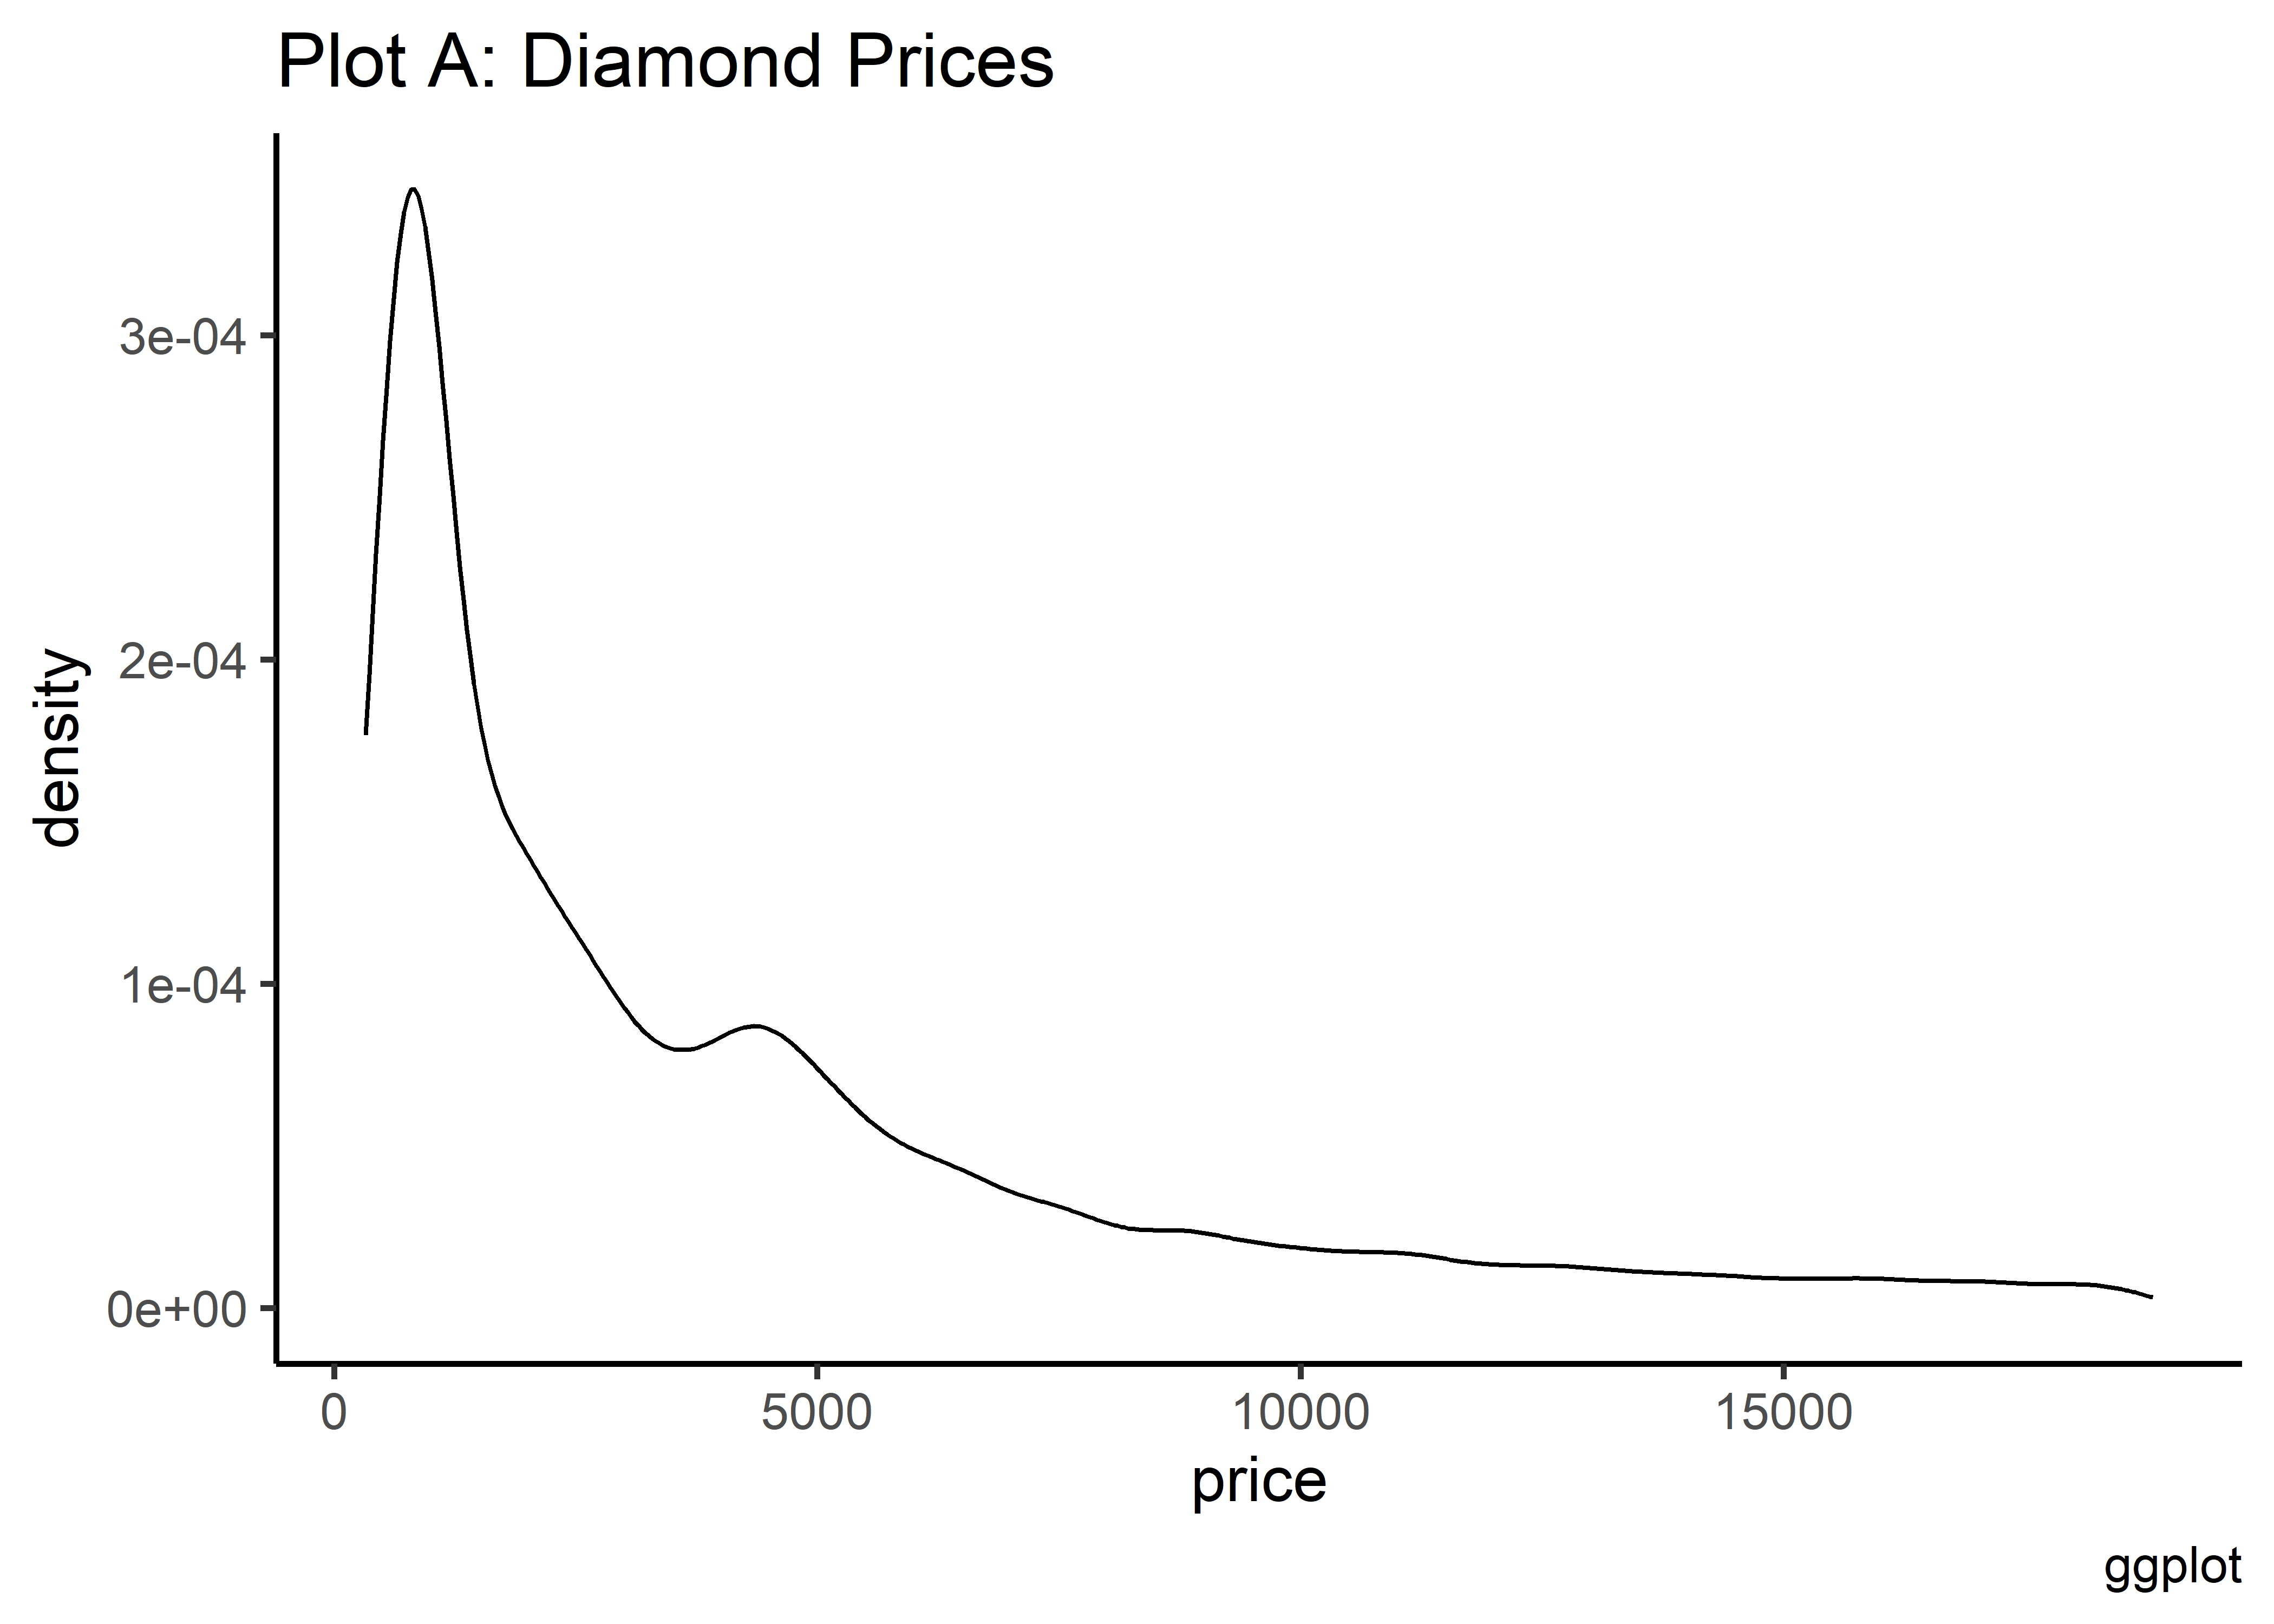 Plot A: Diamond Prices
density
3e-04
2e-04
1e-04
0e+00
0 5000 10000 15000
price
ggplot